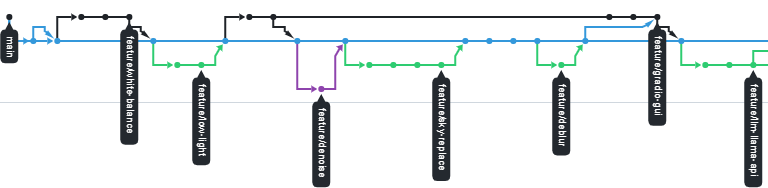 main
feature/white-balance
feature/low-light
feature/denoise
feature/sky-replace
feature/deblur
feature/gradio-gui
feature/llm-llama-api